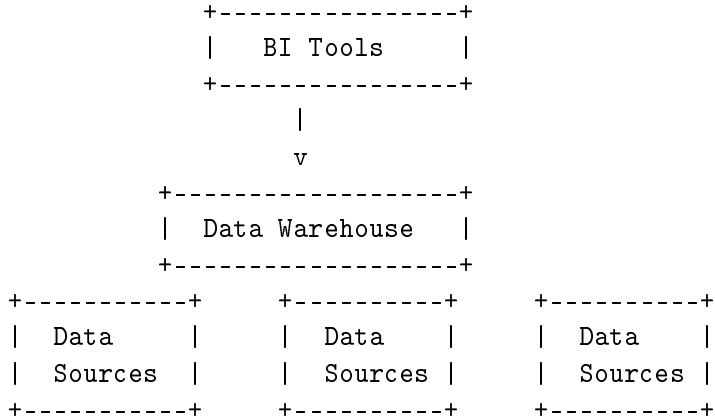 +----------------+
|   BI Tools     |
+----------------+
|
v
+-------------------+
|  Data Warehouse   |
+-------------------+
+-----------+     +----------+     +----------+
|  Data     |     |  Data    |     |  Data    |
|  Sources  |     |  Sources |     |  Sources |
+-----------+     +----------+     +----------+